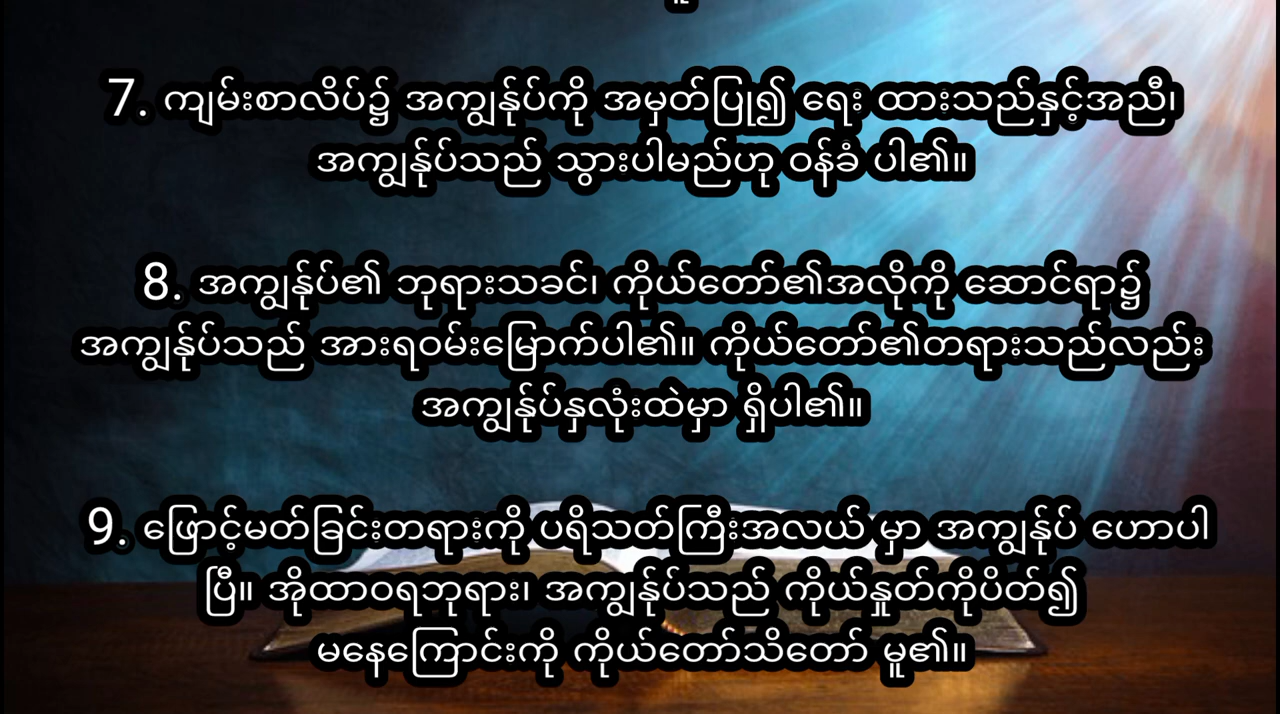 7. ကျမ်းစာလိပ်၌ အကျွန်ုပ်ကို အမှတ်ပြု၍ ရေး ထားသည်နှင့်အညီ၊
အကျွန်ုပ်သည် သွားပါမည်ဟု ဝန်ခံ ပါ၏။
8. အကျွန်ုပ်၏ ဘုရားသခင်၊ ကိုယ်တော်၏အလိုကို ဆောင်ရာ၌
အကျွန်ုပ်သည် အားရဝမ်းမြောက်ပါ၏။ ကိုယ်တော်၏တရားသည်လည်း
အကျွန်ုပ်နှလုံးထဲမှာ ရှိပါ၏။
9. ဖြောင့်မတ်ခြင်းတရားကို ပရိသတ်ကြီးအလယ် မှာ အကျွန်ုပ် ဟောပါ
ပြီ။ အိုထာဝရဘုရား၊ အကျွန်ုပ်သည် ကိုယ်နှုတ်ကိုပိတ်၍
မနေကြောင်းကို ကိုယ်တော်သိတော် မူ၏။